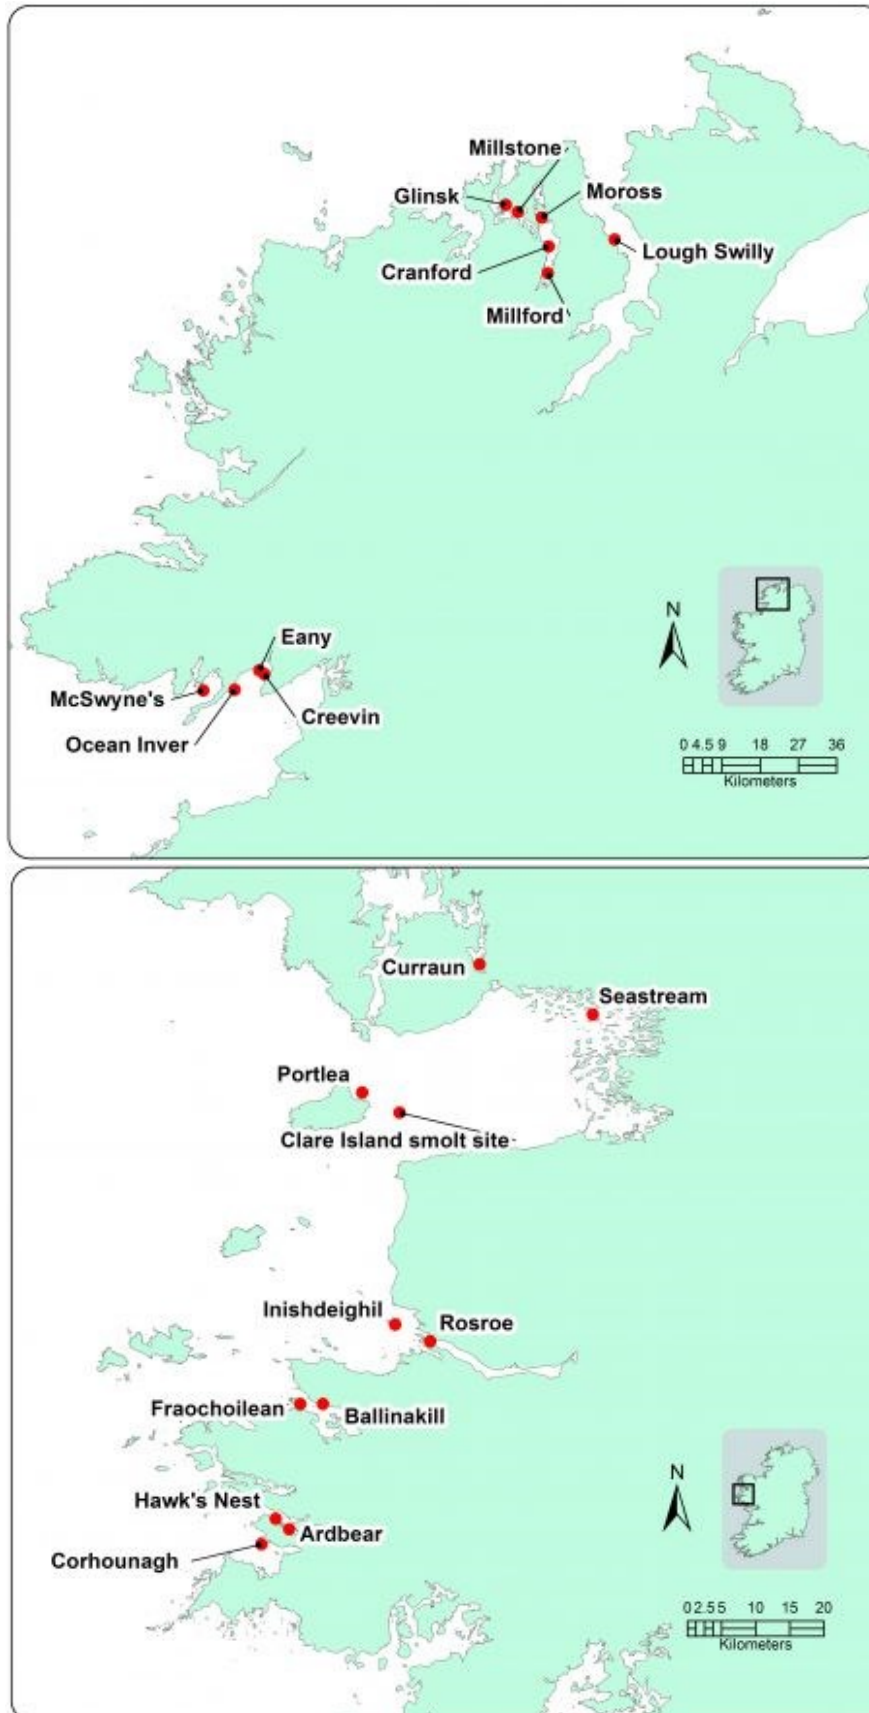 Millstone
Glinsk
Moross
Lough Swilly
Cranford
Millford
Eany
McSwyne's
Creevin
Ocean Inver
N
0 4.5 9 18 27 36
Kilometers
Curraun
Seastream
Portlea
Clare Island smolt site
Inishdeighil
Rosroe
Fraochoilean
Ballinakill
Hawk's Nest
Ardbear
Corhounagh
N
0 2.5 5 10 15 20
Kilometers